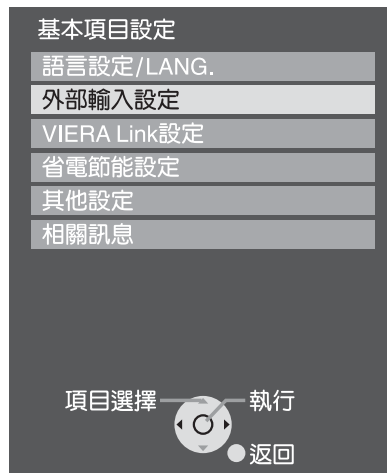 基本項目設定
語言設定/LANG.
外部輸入設定
VIERA Link設定
省電節能設定
其他設定
相關訊息
項目選擇 執行
返回